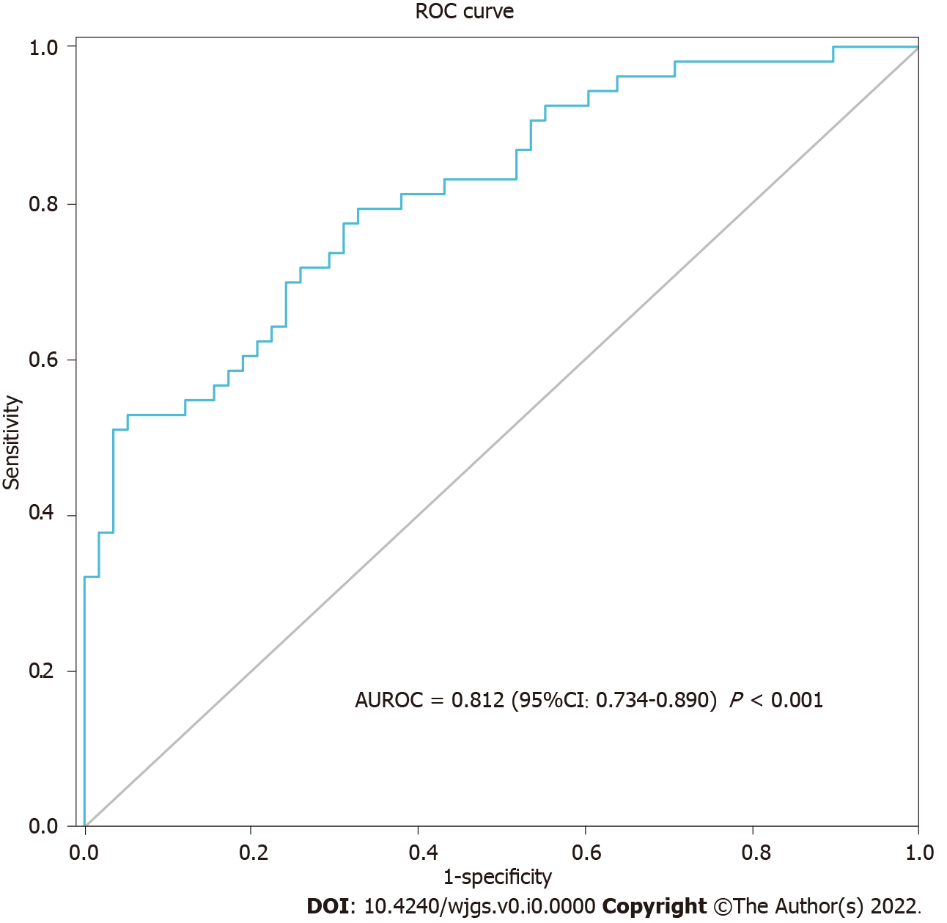 ROC curve
1.0
0.8
0.6
0.4
0.2
0.0
Sensitivity
AUROC = 0.812 (95%CI: 0.734-0.890) P < 0.001
0.0 0.2 0.4 0.6 0.8 1.0
1-specificity
DOI: 10.4240/wjgs.v0.i0.0000 Copyright ©The Author(s) 2022.